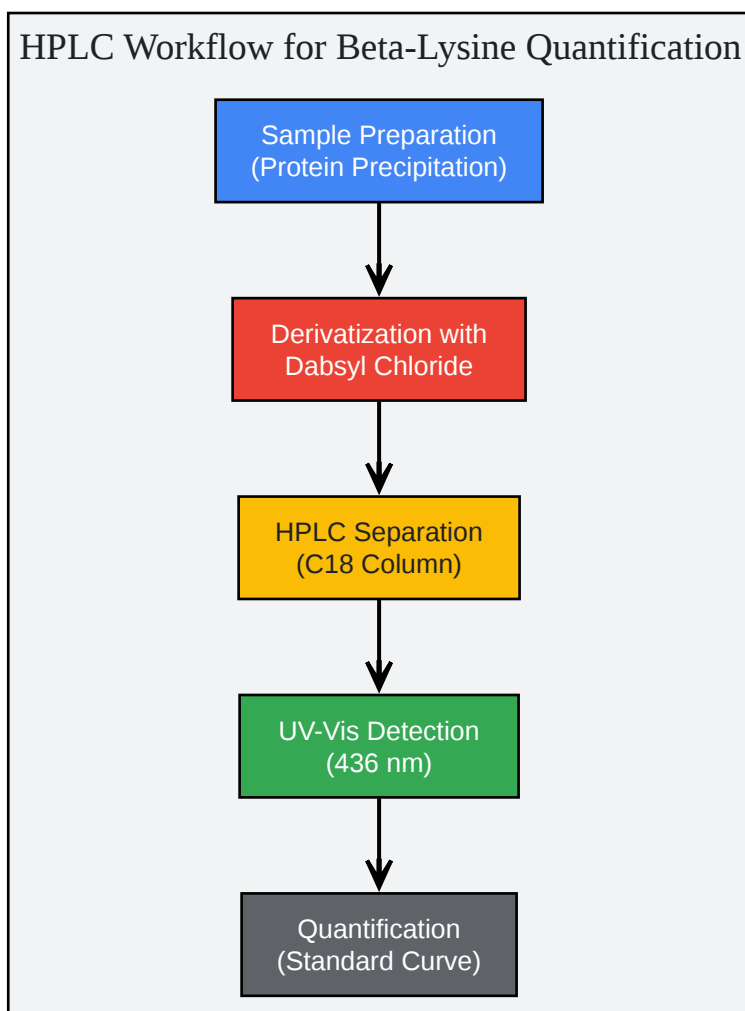 HPLC Workflow for Beta-Lysine Quantification
Sample Preparation
(Protein Precipitation)
Derivatization with
Dabsyl Chloride
HPLC Separation
(C18 Column)
UV-Vis Detection
(436 nm)
Quantification
(Standard Curve)